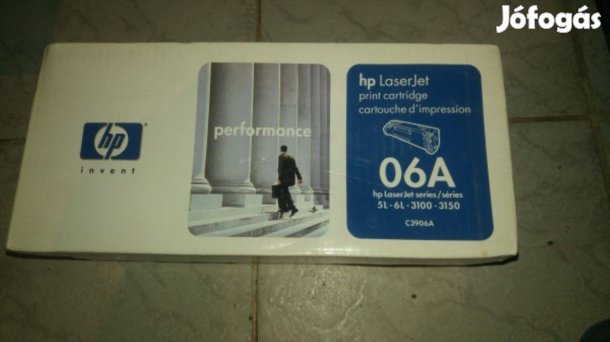 Jófogás
hp
invent
performance
hp LaserJet
print cartridge
cartouche d'impression
06A
hp LaserJet series/séries
5L • 6L • 3100 • 3150
C3906A